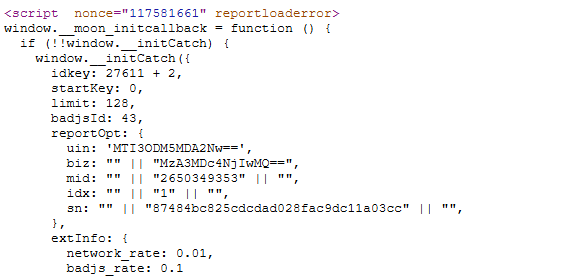 <script  nonce="117581661" reportloaderror>
window.__moon_initcallback = function () {
  if (!!window.__initCatch) {
    window.__initCatch({
      idkey: 27611 + 2,
      startKey: 0,
      limit: 128,
      badjsId: 43,
      reportOpt: {
        uin: 'MTI3ODM5MDA2Nw==',
        biz: "" || "MzA3MDc4NjIwMQ==",
        mid: "" || "2650349353" || "",
        idx: "" || "1" || "",
        sn: "" || "87484bc825cdcdad028fac9dc11a03cc" || "",
      },
      extInfo: {
        network_rate: 0.01,
        badjs_rate: 0.1